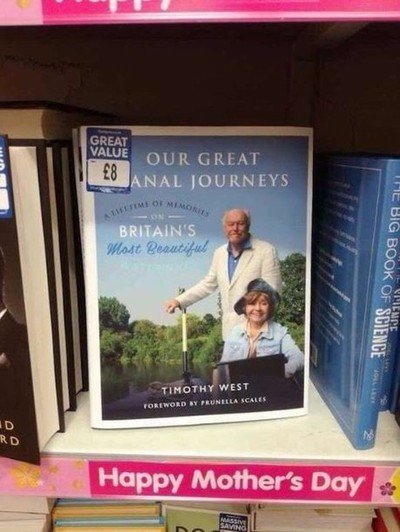 GREAT
VALUE
£8
OUR GREAT
ANAL JOURNEYS
A LIFETIME OF MEMORIES
ON
BRITAIN'S
Most Beautiful
TIMOTHY WEST
FOREWORD BY PRUNELLA SCALES
THE BIG BOOK OF SCIENCE
Happy Mother's Day
MASSIVE
SAVING